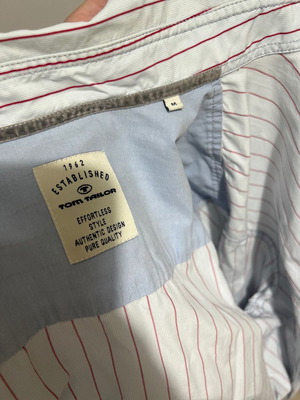 M
1962
ESTABLISHED
TOM TAILOR
EFFORTLESS
STYLE
AUTHENTIC DESIGN
PURE QUALITY